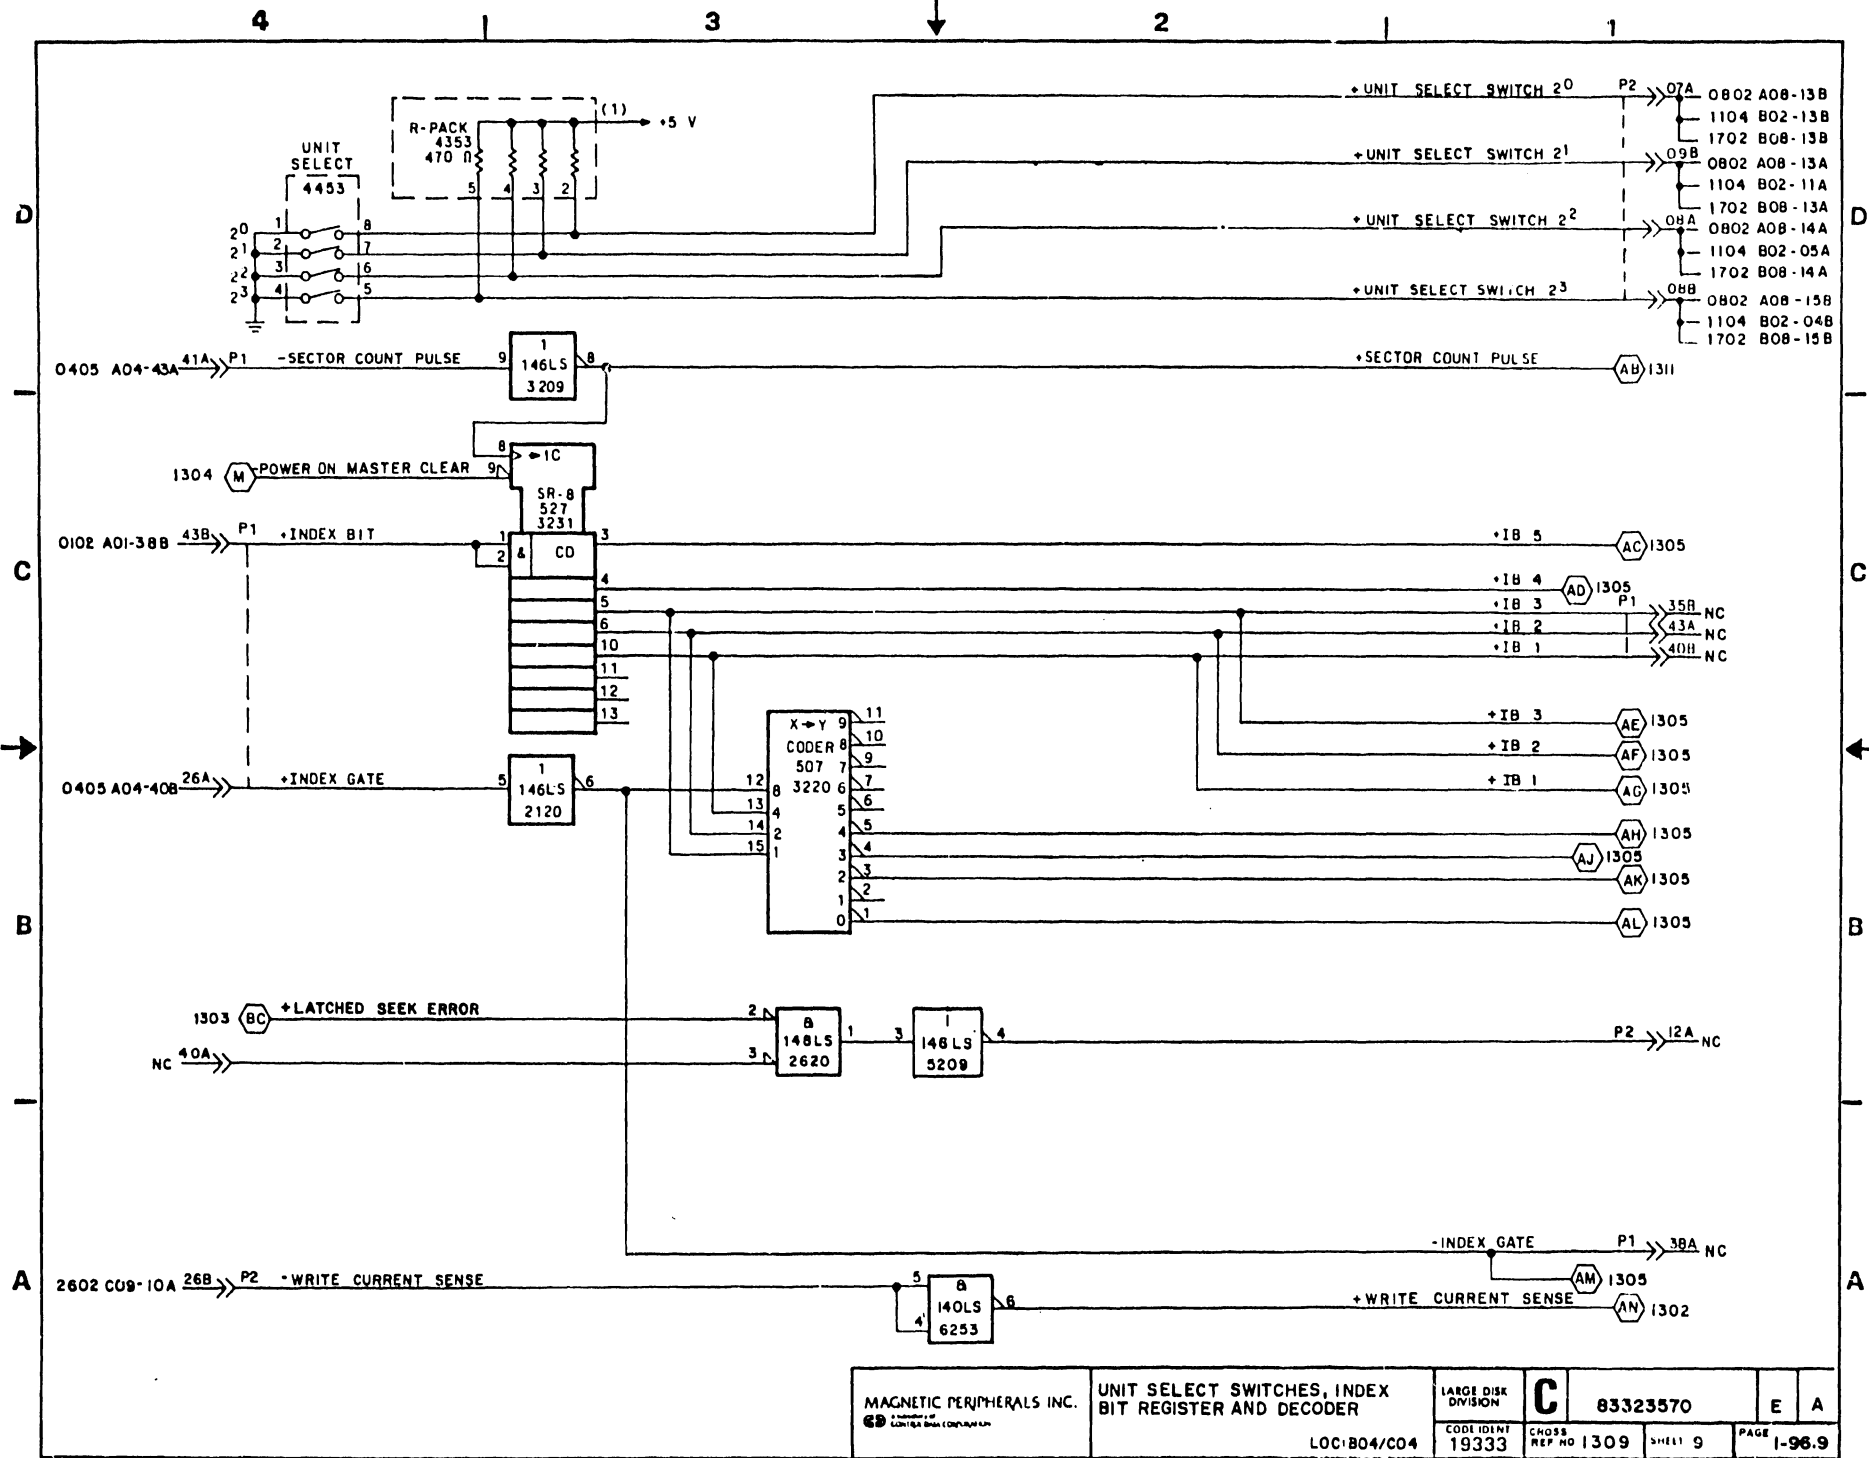 4 3 2 1
+UNIT SELECT SWITCH 2⁰ P2 07A 0802 A08-13B
1104 B02-13B
1702 B08-13B
R-PACK
4353
470 Ω
(1) +5 V
5 4 3 2
+UNIT SELECT SWITCH 2¹ 09B 0802 A08-13A
1104 B02-11A
1702 B08-13A
UNIT
SELECT
4453
D D
+UNIT SELECT SWITCH 2² 08A 0802 A08-14A
1104 B02-05A
1702 B08-14A
2⁰ 1 8
2¹ 2 7
2² 3 6
2³ 4 5
+UNIT SELECT SWITCH 2³ 08B 0802 A08-15B
1104 B02-04B
1702 B08-15B
0405 A04-43A 41A P1 -SECTOR COUNT PULSE 9
1
146LS
3209
8 +SECTOR COUNT PULSE AB 1311
8 1C
1304 M -POWER ON MASTER CLEAR 9
SR-8
527
3231
0102 A01-38B 43B P1 +INDEX BIT 1 2 & CD 3 +IB 5 AC 1305
C C
4 +IB 4 AD 1305
5 +IB 3 P1 35B NC
6 +IB 2 43A NC
10 +IB 1 40B NC
11
12
13
X→Y
CODER
507
3220
9 11
8 10
7 9
6 7
5 6
4 5 AH 1305
3 4 AJ 1305
2 3 AK 1305
1 2
0 1 AL 1305
+IB 3 AE 1305
+IB 2 AF 1305
+IB 1 AG 1305
0405 A04-40B 26A +INDEX GATE 5
1
146LS
2120
6 12 8
13 4
14 2
15 1
B B
1303 BC +LATCHED SEEK ERROR 2
NC 40A 3
&
148LS
2620
1 3
1
146LS
5209
4 P2 12A NC
-INDEX GATE P1 38A NC
AM 1305
A A
2602 C09-10A 26B P2 -WRITE CURRENT SENSE 5
4
&
140LS
6253
6 +WRITE CURRENT SENSE AN 1302
MAGNETIC PERIPHERALS INC.
CONTROL DATA CORPORATION
UNIT SELECT SWITCHES, INDEX
BIT REGISTER AND DECODER
LOC:B04/C04
LARGE DISK
DIVISION
C 83323570 E A
CODE IDENT
19333
CROSS
REF NO 1309 SHEET 9 PAGE 1-96.9